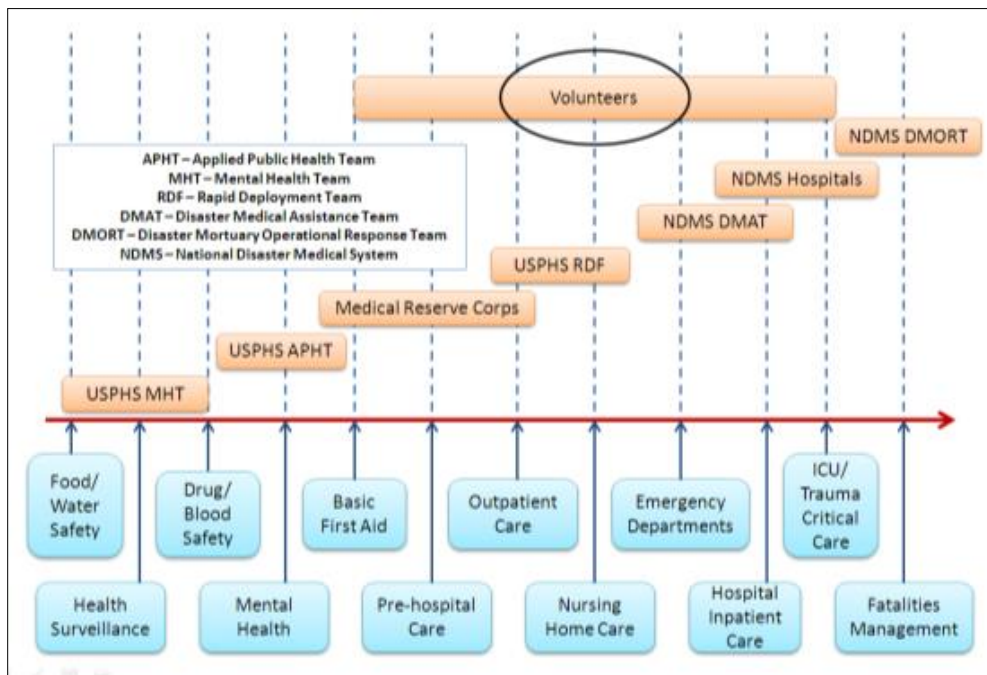 Volunteers
NDMS DMORT
APHT – Applied Public Health Team
MHT – Mental Health Team
RDF – Rapid Deployment Team
DMAT – Disaster Medical Assistance Team
DMORT – Disaster Mortuary Operational Response Team
NDMS – National Disaster Medical System
NDMS Hospitals
NDMS DMAT
USPHS RDF
Medical Reserve Corps
USPHS APHT
USPHS MHT
Food/
Water
Safety
Drug/
Blood
Safety
Basic
First Aid
Outpatient
Care
Emergency
Departments
ICU/
Trauma
Critical
Care
Health
Surveillance
Mental
Health
Pre-hospital
Care
Nursing
Home Care
Hospital
Inpatient
Care
Fatalities
Management